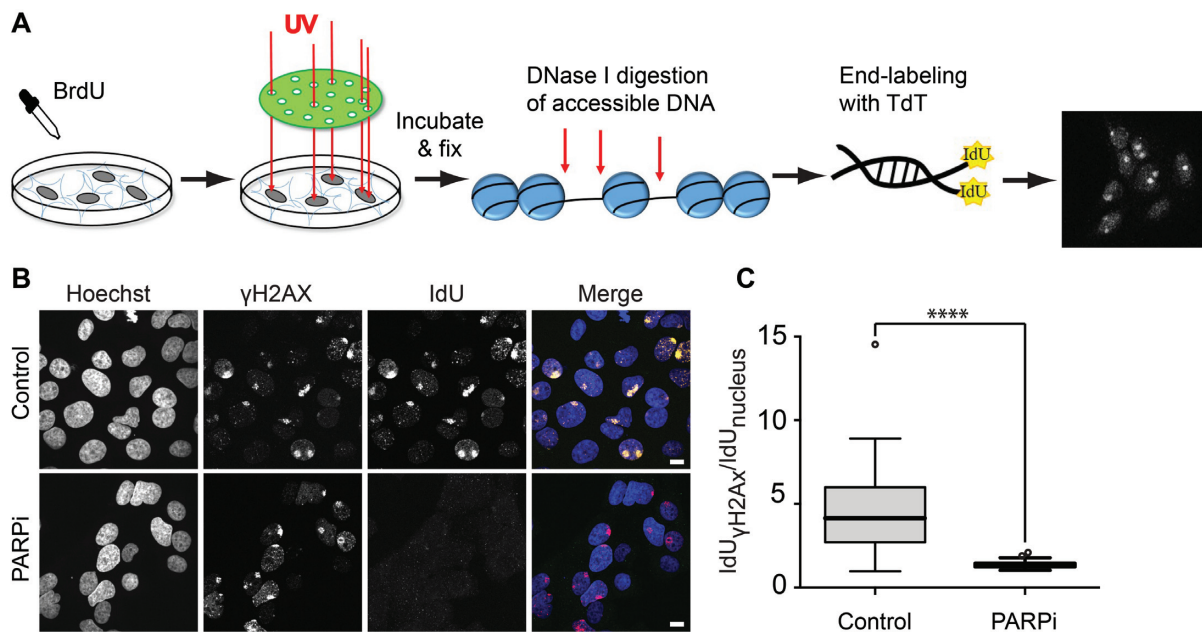 A
UV
BrdU
Incubate
& fix
DNase I digestion
of accessible DNA
End-labeling
with TdT
IdU
IdU
B
Hoechst
γH2AX
IdU
Merge
Control
PARPi
C
****
15
10
5
0
IdUγH2Ax/IdUnucleus
Control
PARPi